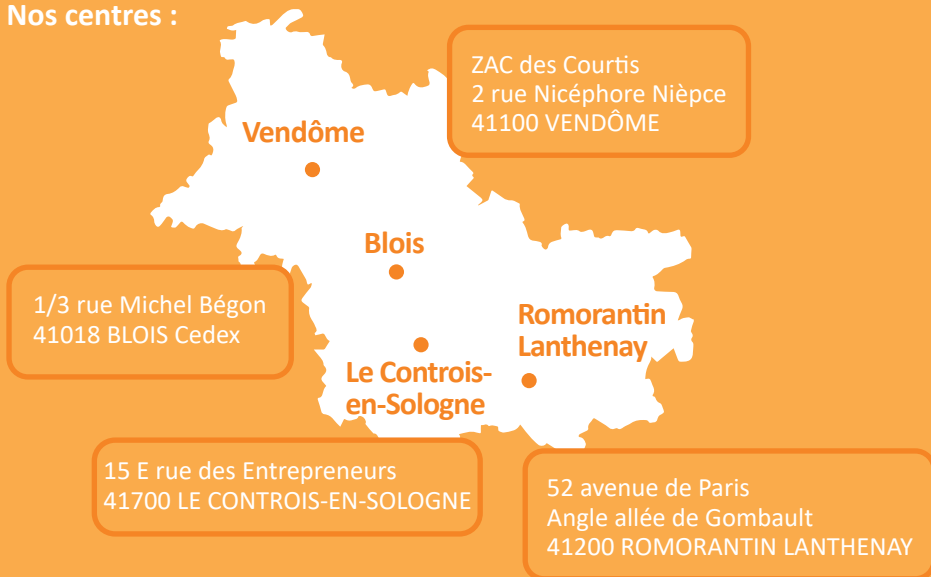 Nos centres :
ZAC des Courtis
2 rue Nicéphore Nièpce
41100 VENDÔME
Vendôme
Blois
1/3 rue Michel Bégon
41018 BLOIS Cedex
Romorantin
Lanthenay
Le Controis-
en-Sologne
15 E rue des Entrepreneurs
41700 LE CONTROIS-EN-SOLOGNE
52 avenue de Paris
Angle allée de Gombault
41200 ROMORANTIN LANTHENAY